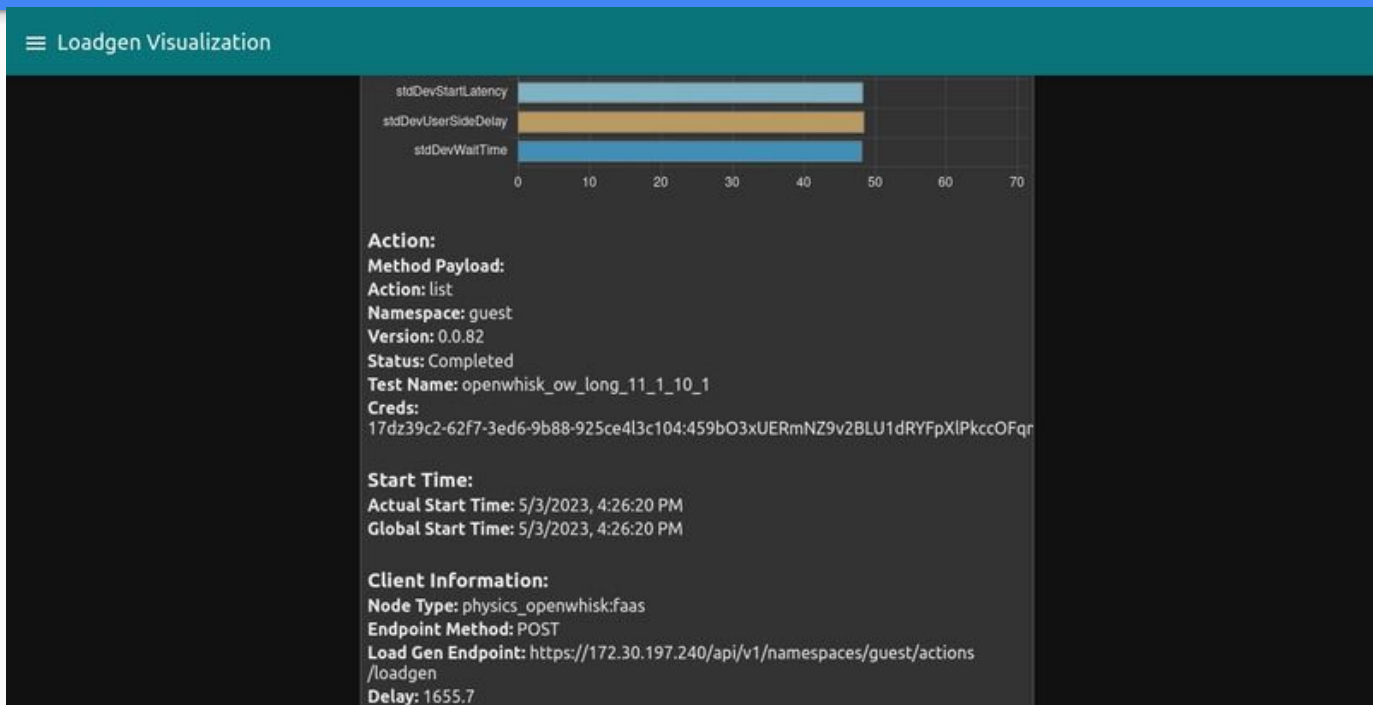 Loadgen Visualization
stdDevStartLatency
stdDevUserSideDelay
stdDevWaitTime
0 10 20 30 40 50 60 70
Action:
Method Payload:
Action: list
Namespace: guest
Version: 0.0.82
Status: Completed
Test Name: openwhisk_ow_long_11_1_10_1
Creds:
17dz39c2-62f7-3ed6-9b88-925ce4l3c104:459bO3xUERmNZ9v2BLU1dRYFpXlPkccOFqr
Start Time:
Actual Start Time: 5/3/2023, 4:26:20 PM
Global Start Time: 5/3/2023, 4:26:20 PM
Client Information:
Node Type: physics_openwhisk:faas
Endpoint Method: POST
Load Gen Endpoint: https://172.30.197.240/api/v1/namespaces/guest/actions
/loadgen
Delay: 1655.7